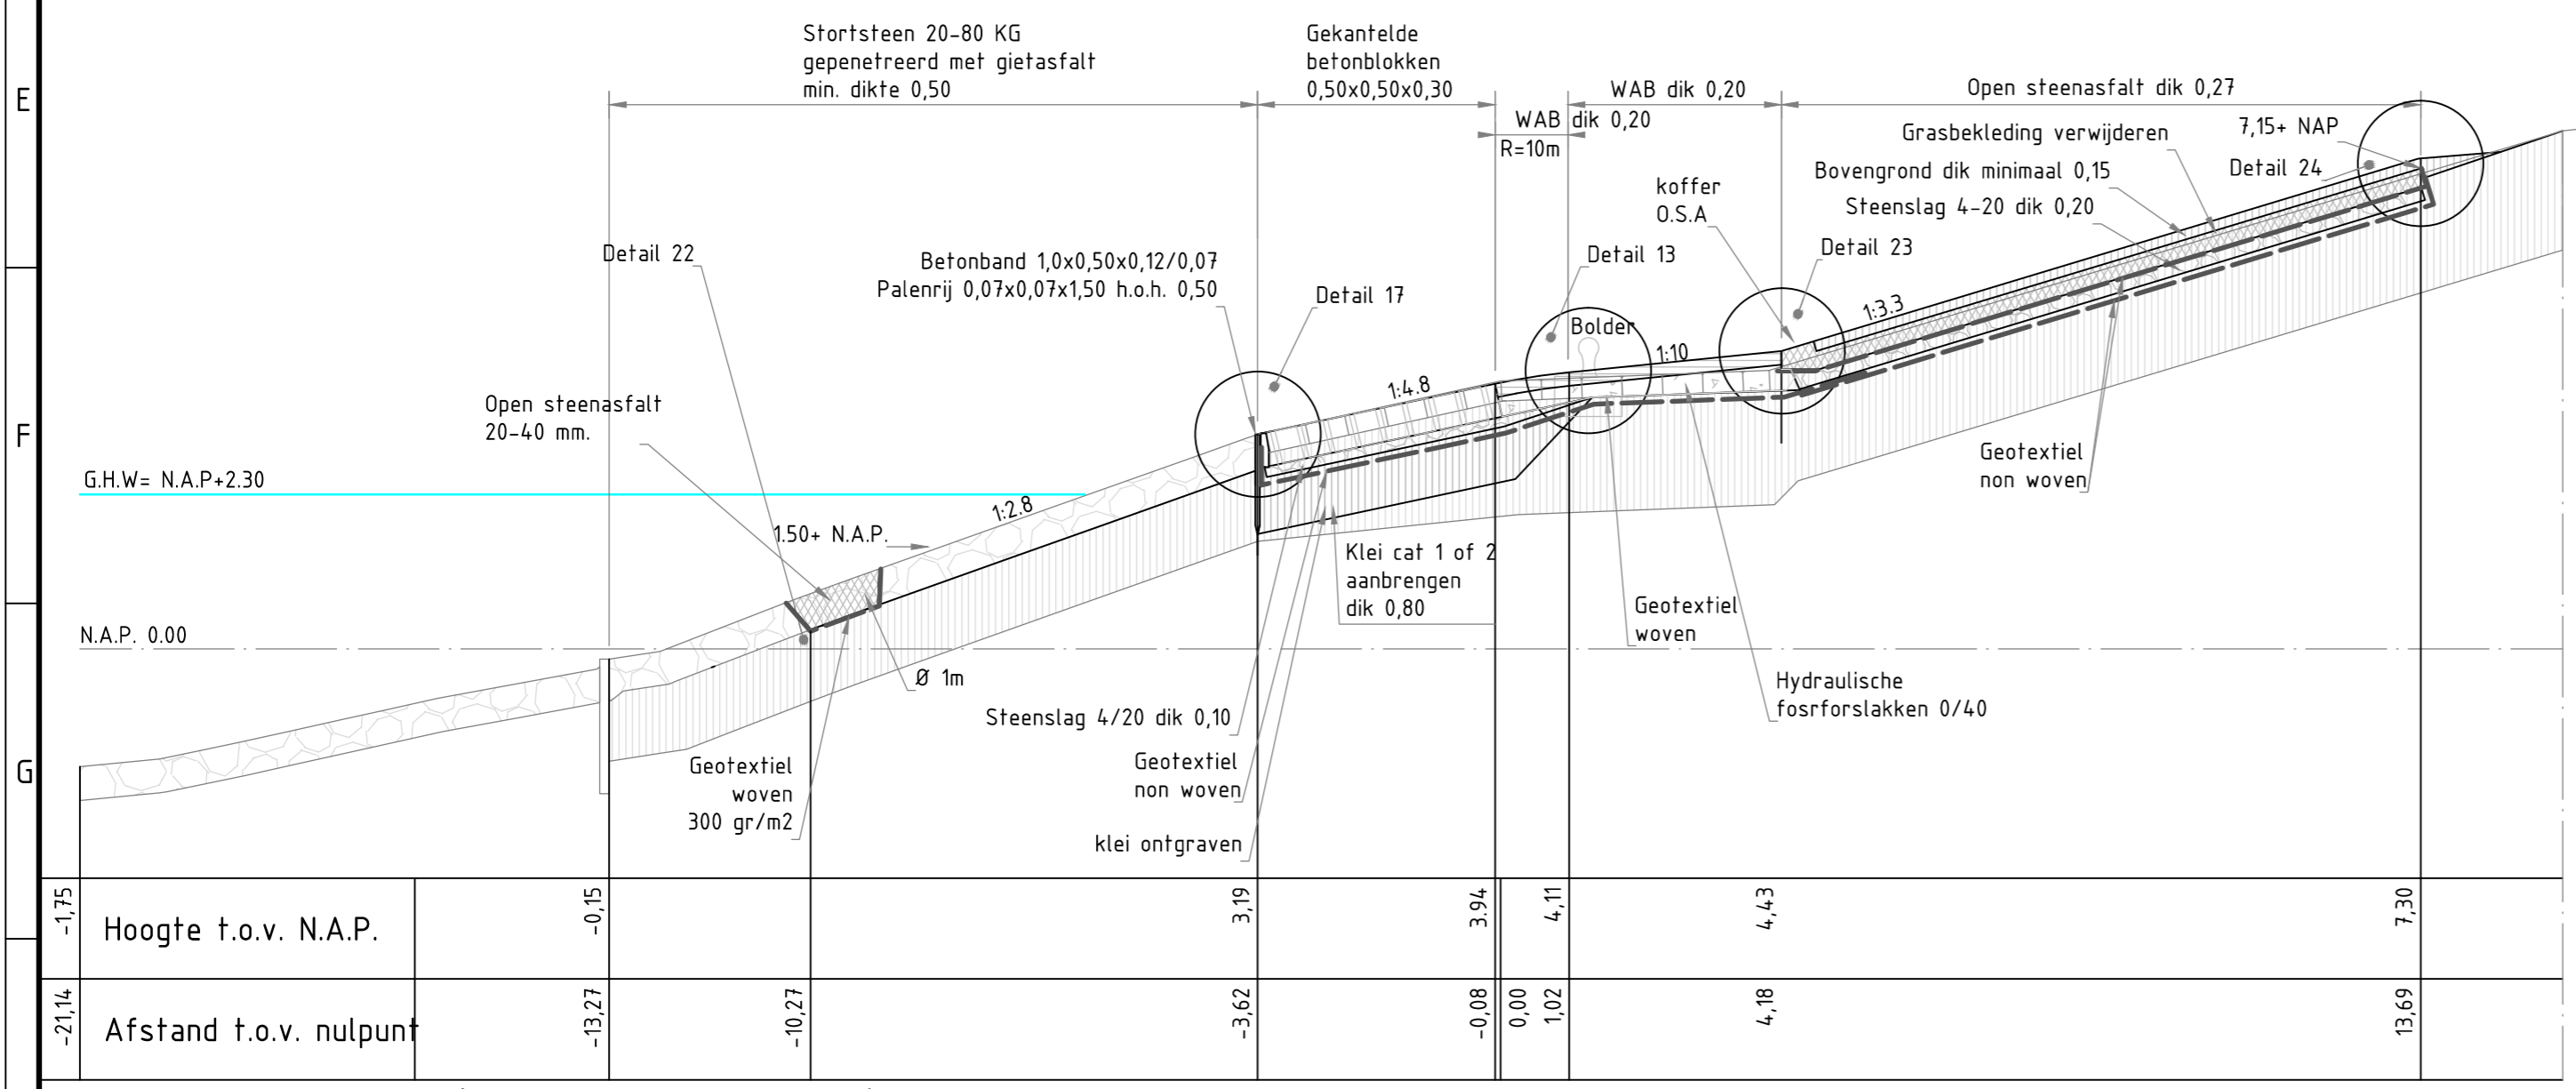 E
F
G
Stortsteen 20-80 KG
gepenetreerd met gietasfalt
min. dikte 0,50
Gekantelde
betonblokken
0,50x0,50x0,30
WAB dik 0,20
WAB dik 0,20
R=10m
Open steenasfalt dik 0,27
Grasbekleding verwijderen
7,15+ NAP
Bovengrond dik minimaal 0,15
Detail 24
Steenslag 4-20 dik 0,20
koffer
O.S.A
Detail 23
Detail 13
Detail 22
Betonband 1,0x0,50x0,12/0,07
Palenrij 0,07x0,07x1,50 h.o.h. 0,50
Detail 17
Bolder
1:3.3
1:10
1:4.8
Open steenasfalt
20-40 mm.
G.H.W= N.A.P+2.30
1:2.8
1.50+ N.A.P.
Geotextiel
non woven
Klei cat 1 of 2
aanbrengen
dik 0,80
Geotextiel
woven
N.A.P. 0.00
Ø 1m
Hydraulische
fosrforslakken 0/40
Steenslag 4/20 dik 0,10
Geotextiel
woven
300 gr/m2
Geotextiel
non woven
klei ontgraven
Hoogte t.o.v. N.A.P.
-1,75
-0,15
3,19
3.94
4,11
4,43
7,30
Afstand t.o.v. nulpunt
-21,14
-13,27
-10,27
-3,62
-0,08
0,00
1,02
4,18
13,69